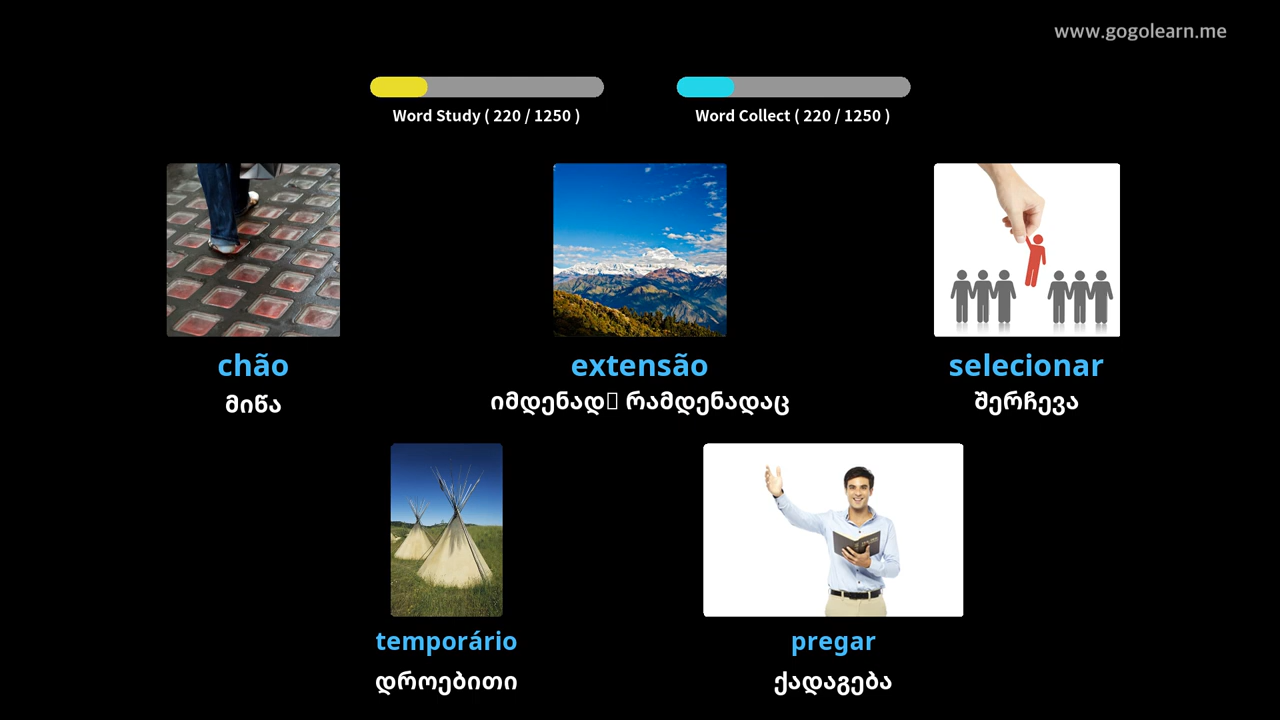 www.gogolearn.me
Word Study ( 220 / 1250 )
Word Collect ( 220 / 1250 )
chão
extensão
selecionar
მიწა
იმდენად რამდენადაც
შერჩევა
temporário
pregar
დროებითი
ქადაგება